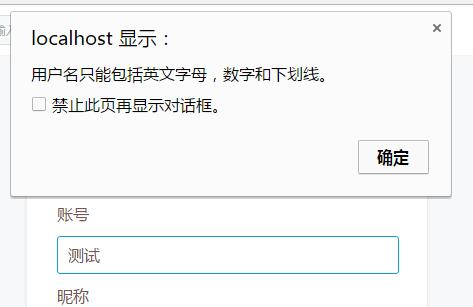 localhost 显示：
用户名只能包括英文字母，数字和下划线。
禁止此页再显示对话框。
确定
账号
测试
昵称